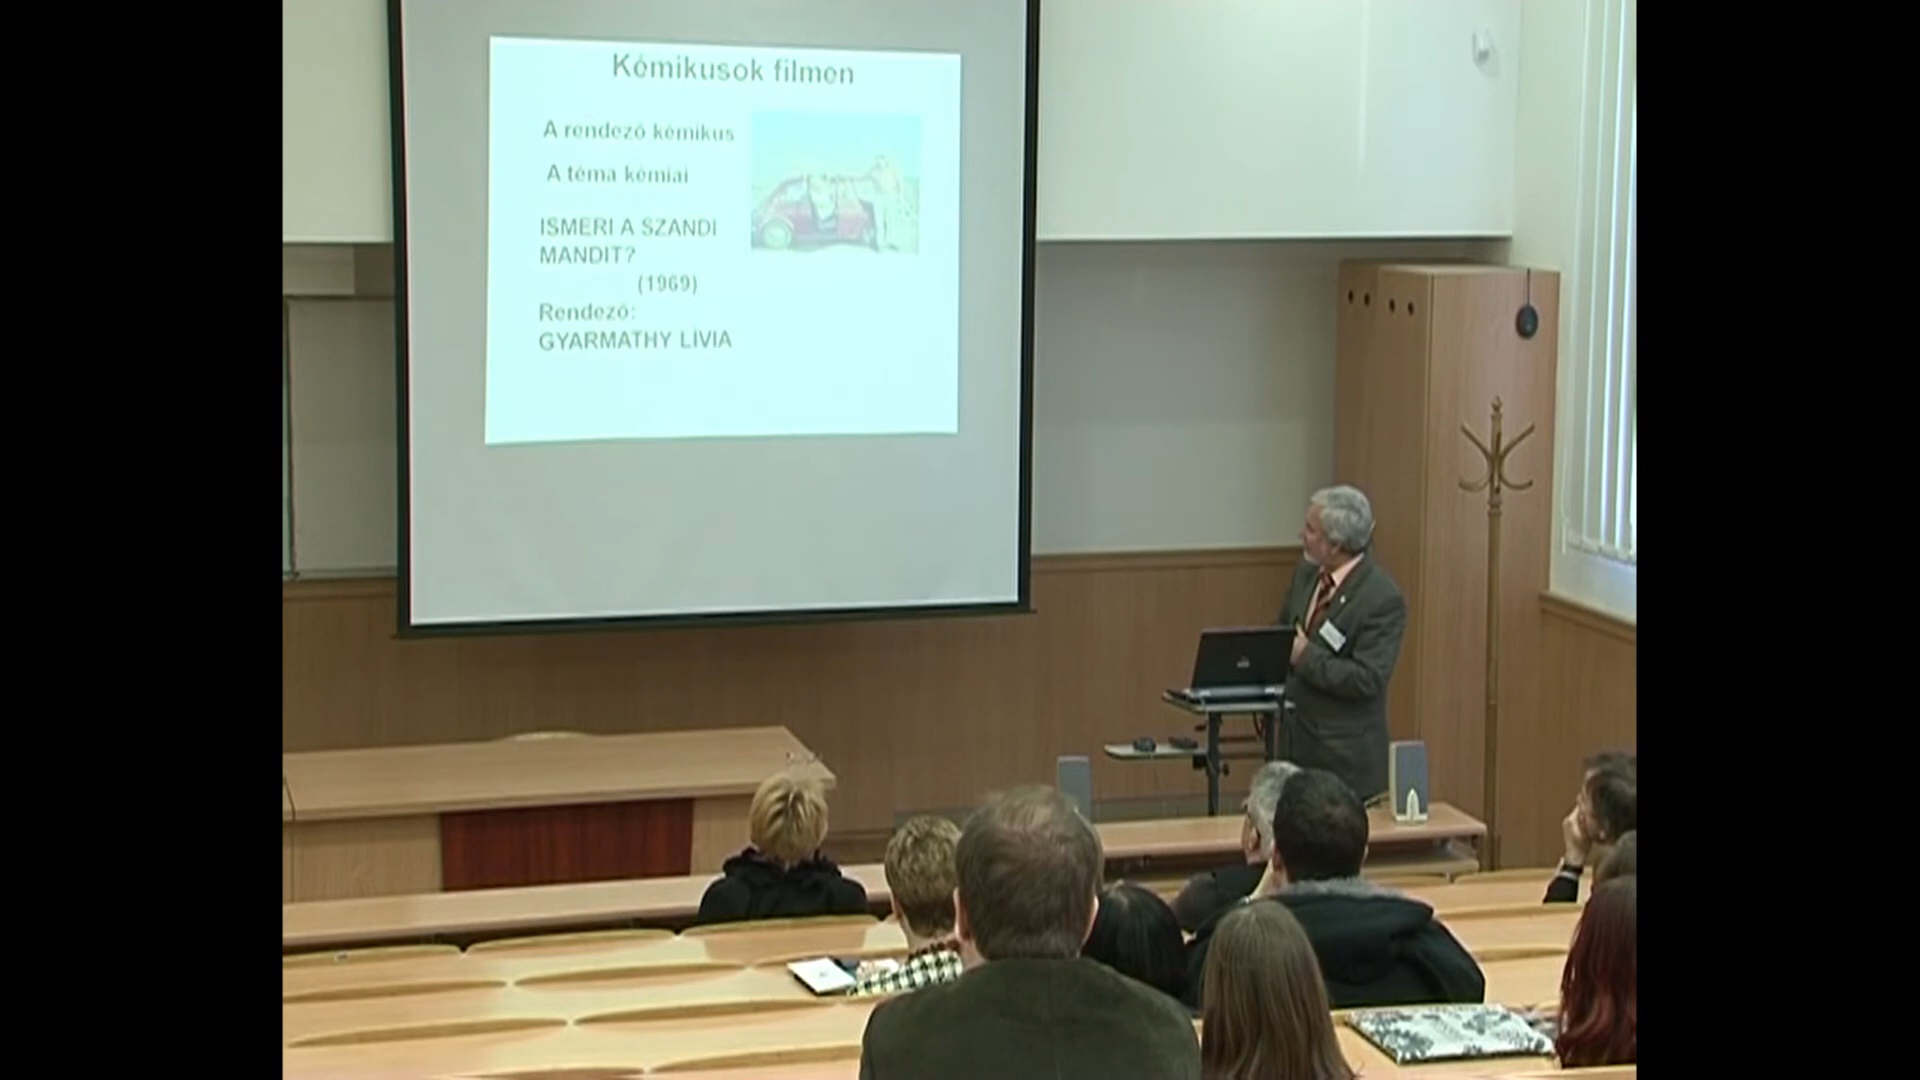 Kémikusok filmen
A rendező kémikus
A téma kémiai
ISMERI A SZANDI
MANDIT?
(1969)
Rendező:
GYARMATHY LÍVIA